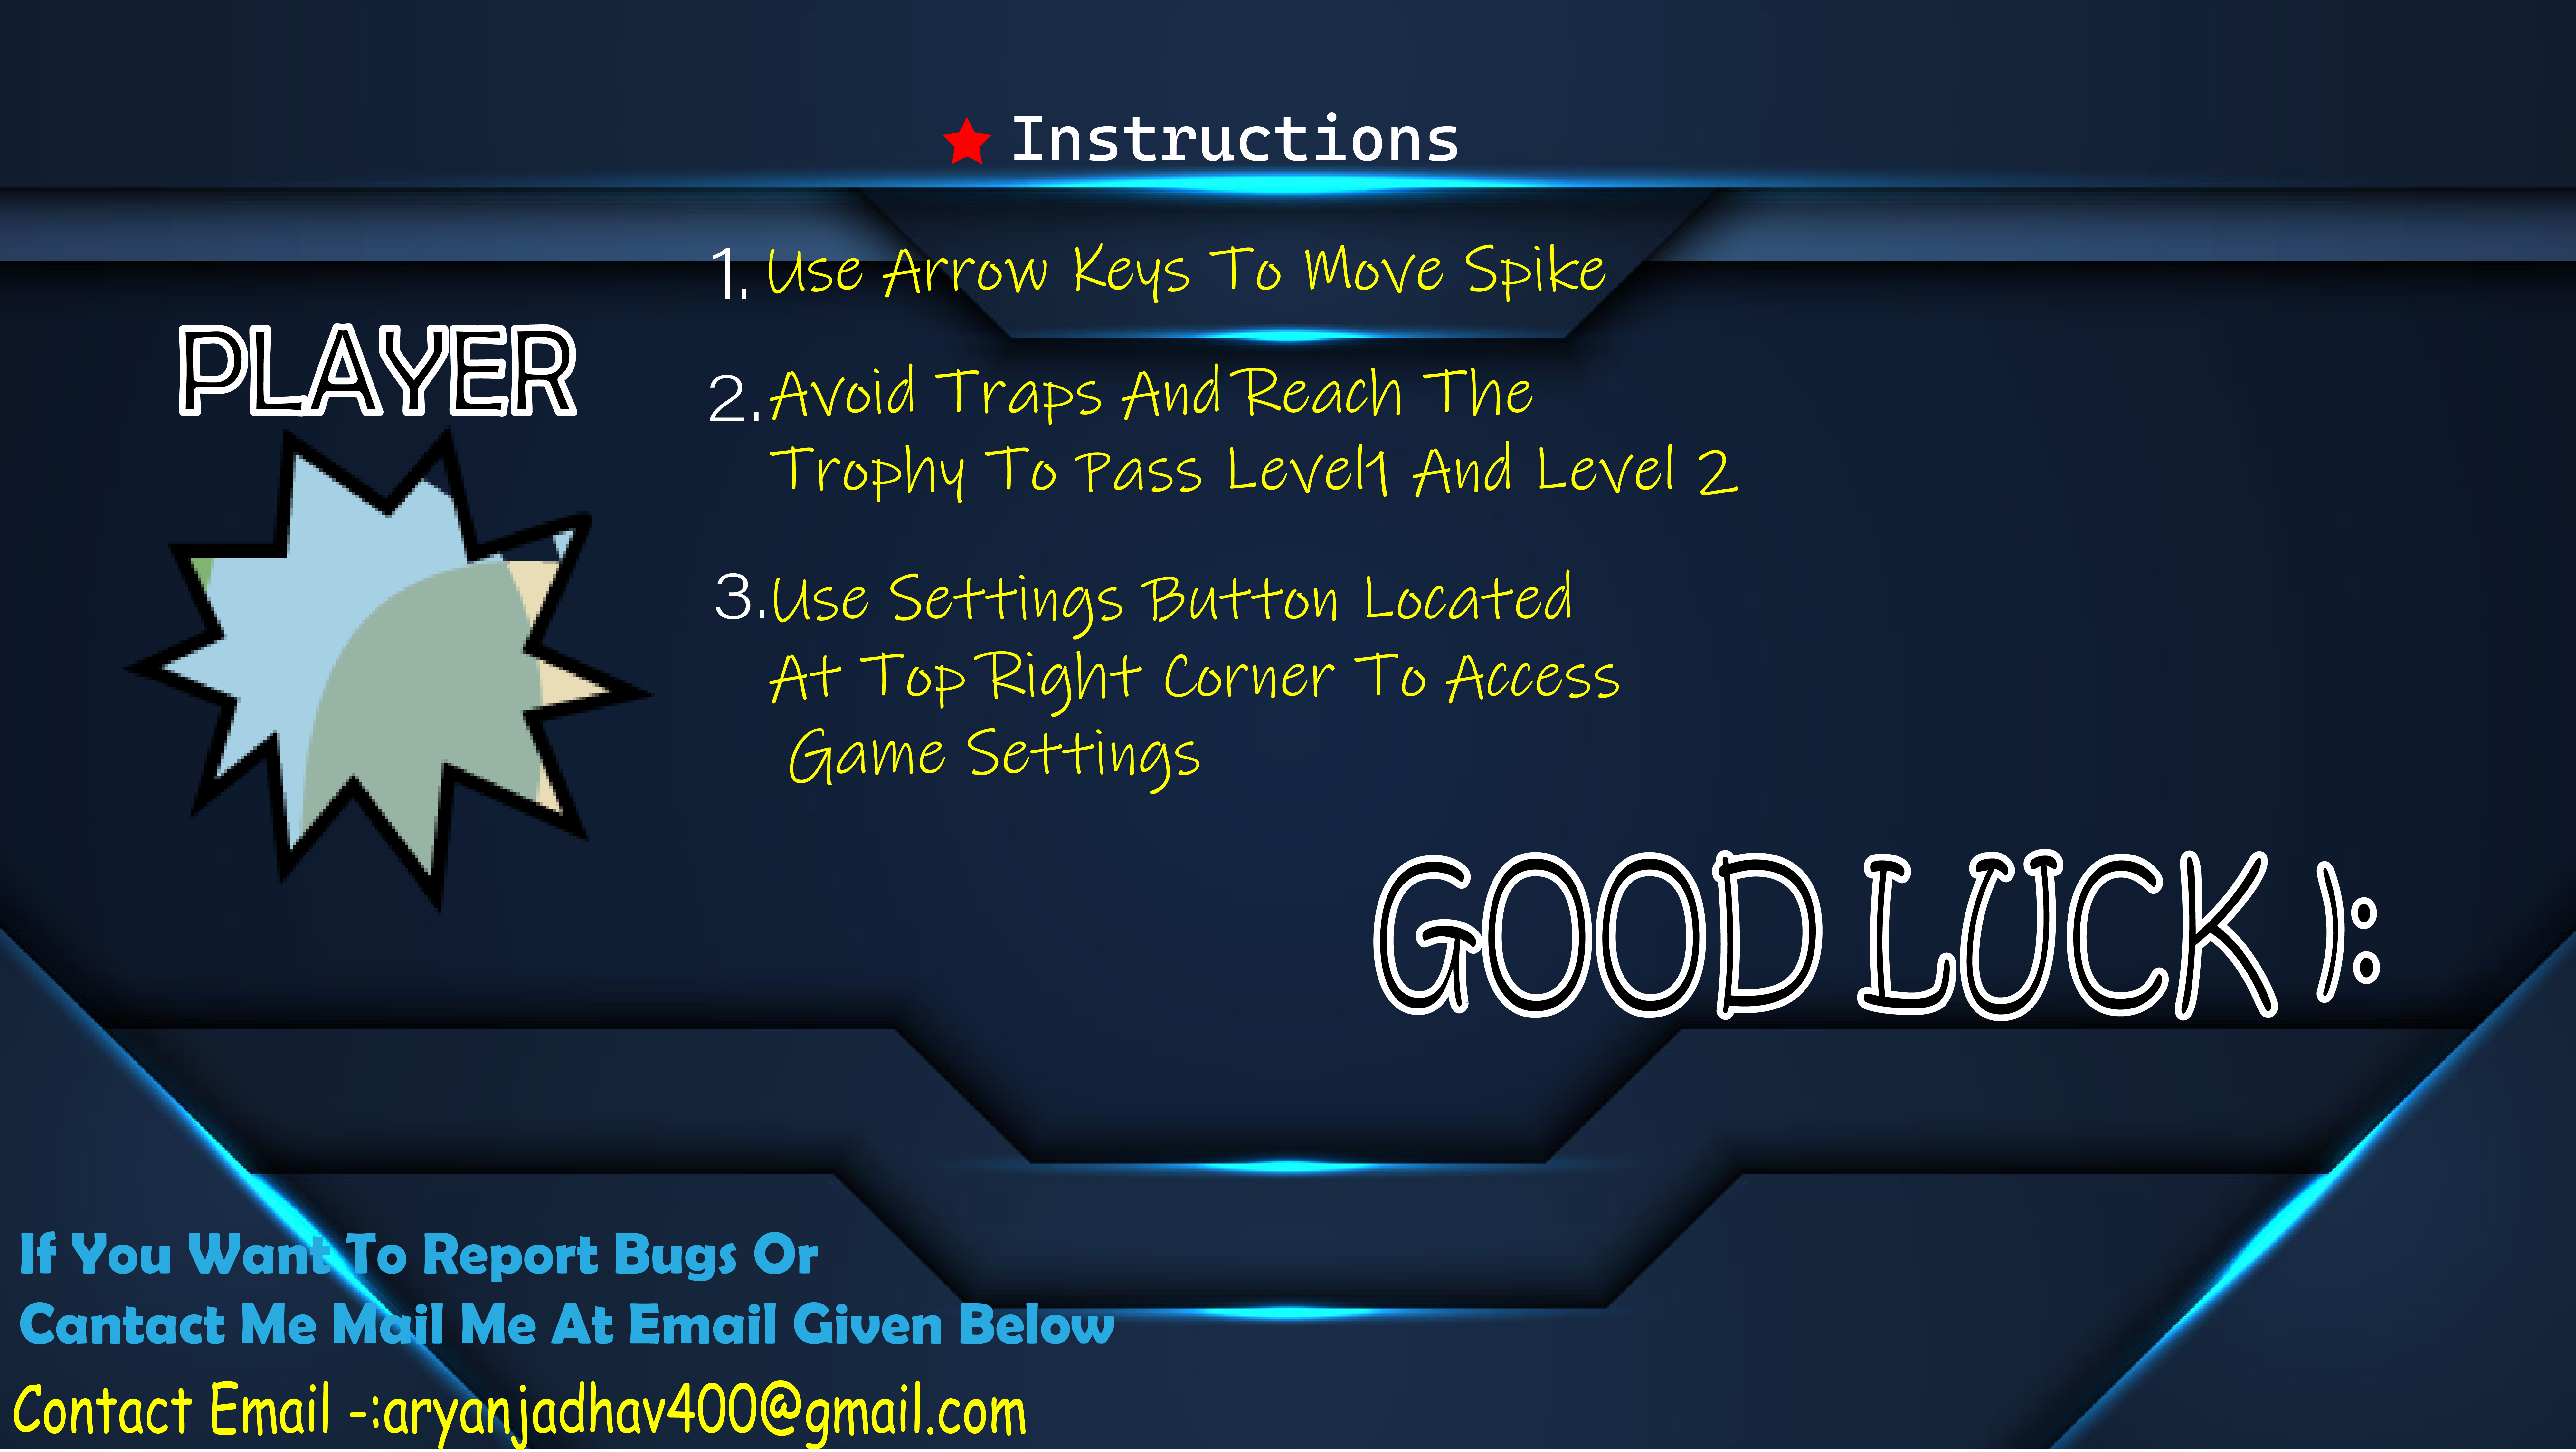 Instructions
1. Use Arrow Keys To Move Spike
PLAYER
2. Avoid Traps And Reach The
Trophy To Pass Level1 And Level 2
3. Use Settings Button Located
At Top Right Corner To Access
Game Settings
GOOD LUCK ):
If You Want To Report Bugs Or
Cantact Me Mail Me At Email Given Below
Contact Email -:aryanjadhav400@gmail.com